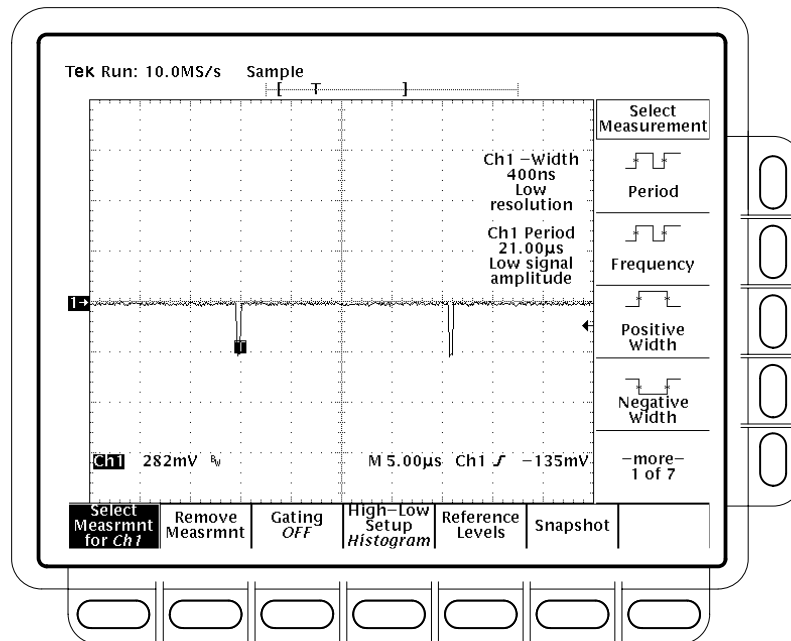 Tek Run: 10.0MS/s Sample
[ T ]
Select
Measurement
Ch1 –Width
400ns
Low
resolution
Period
Ch1 Period
21.00µs
Low signal
amplitude
Frequency
1→
Positive
Width
T
Negative
Width
Ch1 282mV BW M 5.00µs Ch1 –135mV
–more–
1 of 7
Select
Measrmnt
for Ch1
Remove
Measrmnt
Gating
OFF
High–Low
Setup
Histogram
Reference
Levels
Snapshot